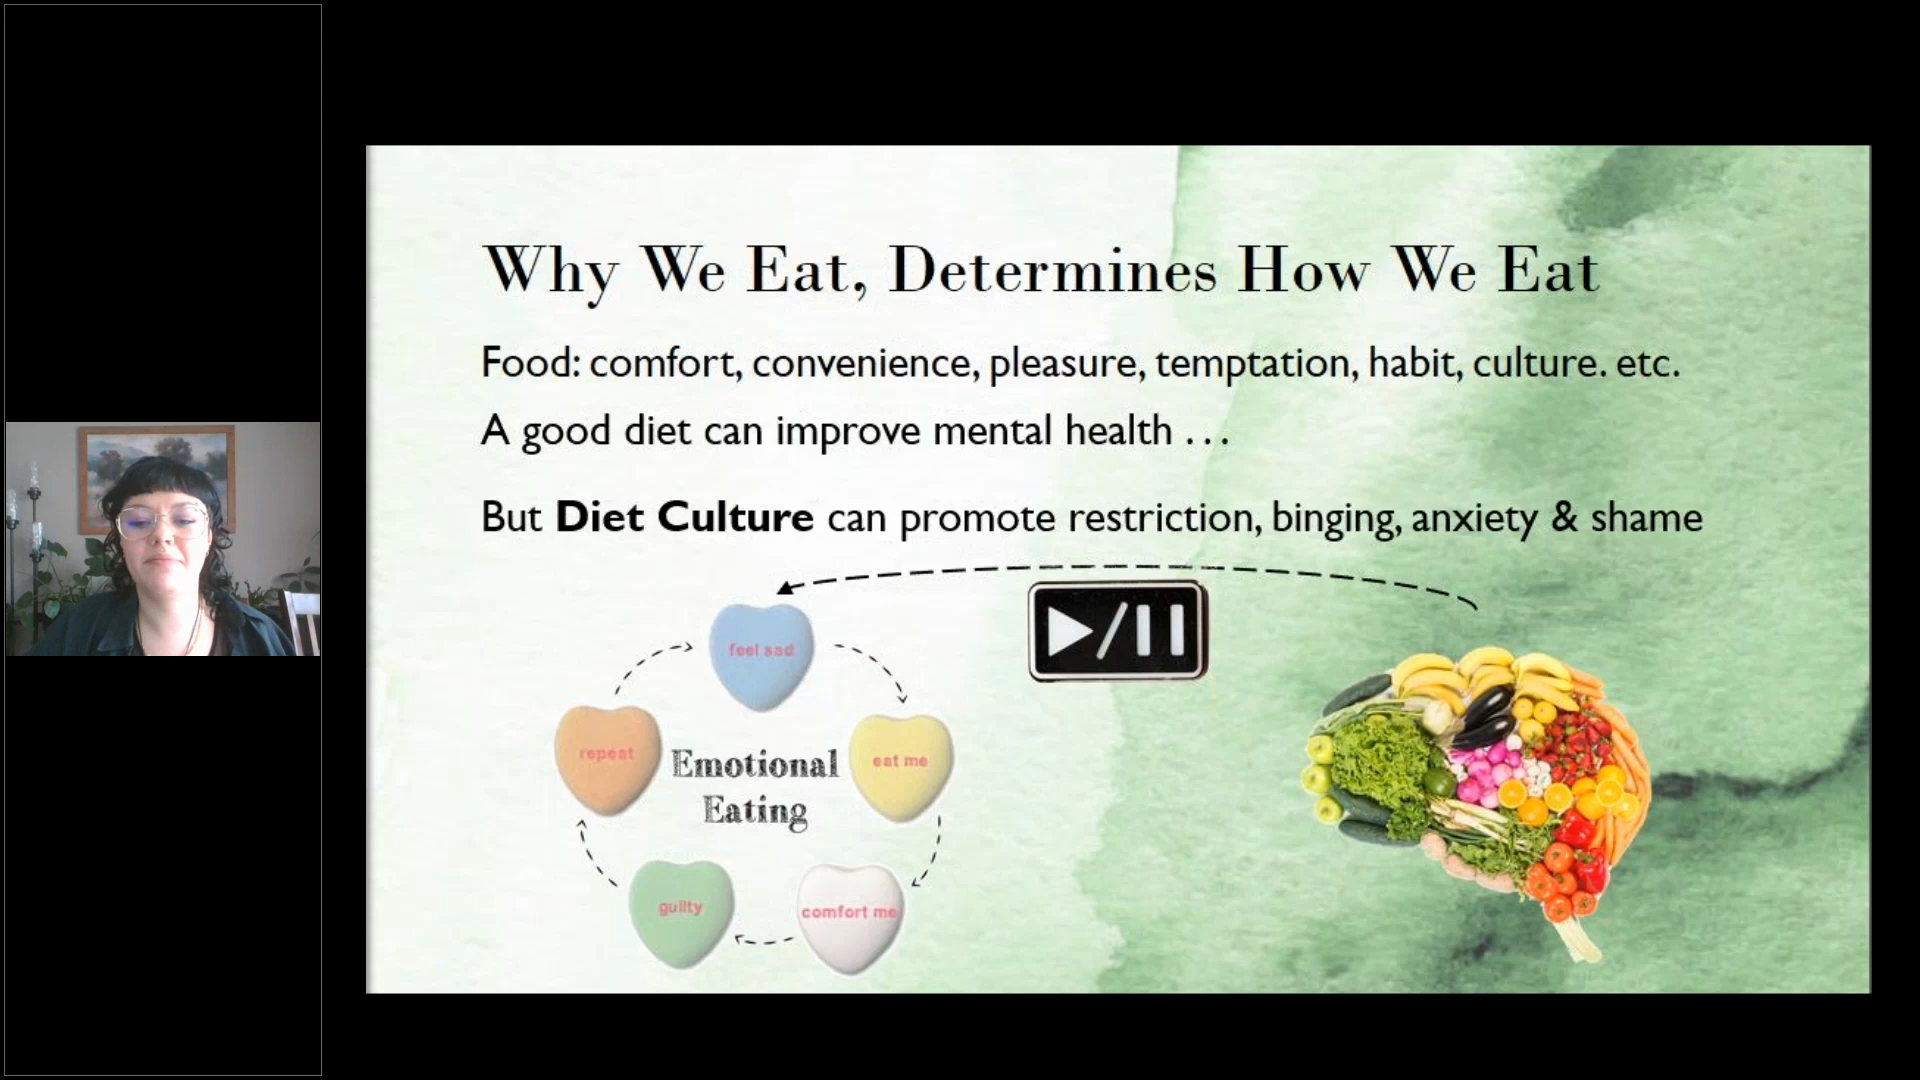 Why We Eat, Determines How We Eat
Food: comfort, convenience, pleasure, temptation, habit, culture. etc.
A good diet can improve mental health . . .
But Diet Culture can promote restriction, binging, anxiety & shame
feel sad
eat me
comfort me
guilty
repeat
Emotional
Eating